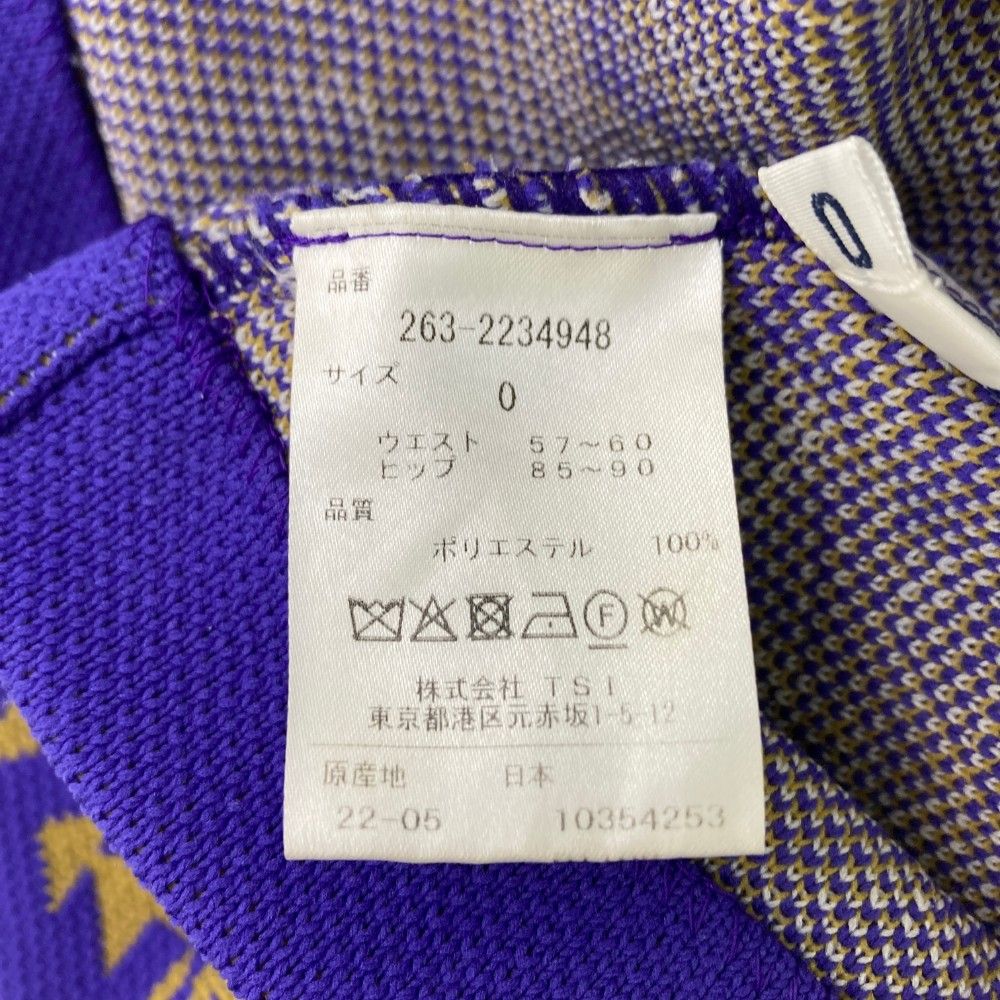 品番
263-2234948
サイズ
0
ウエスト 57~60
ヒップ 85~90
品質
ポリエステル 100%
F W
株式会社 TSI
東京都港区元赤坂1-5-12
原産地 日本
22-05 10354253
0